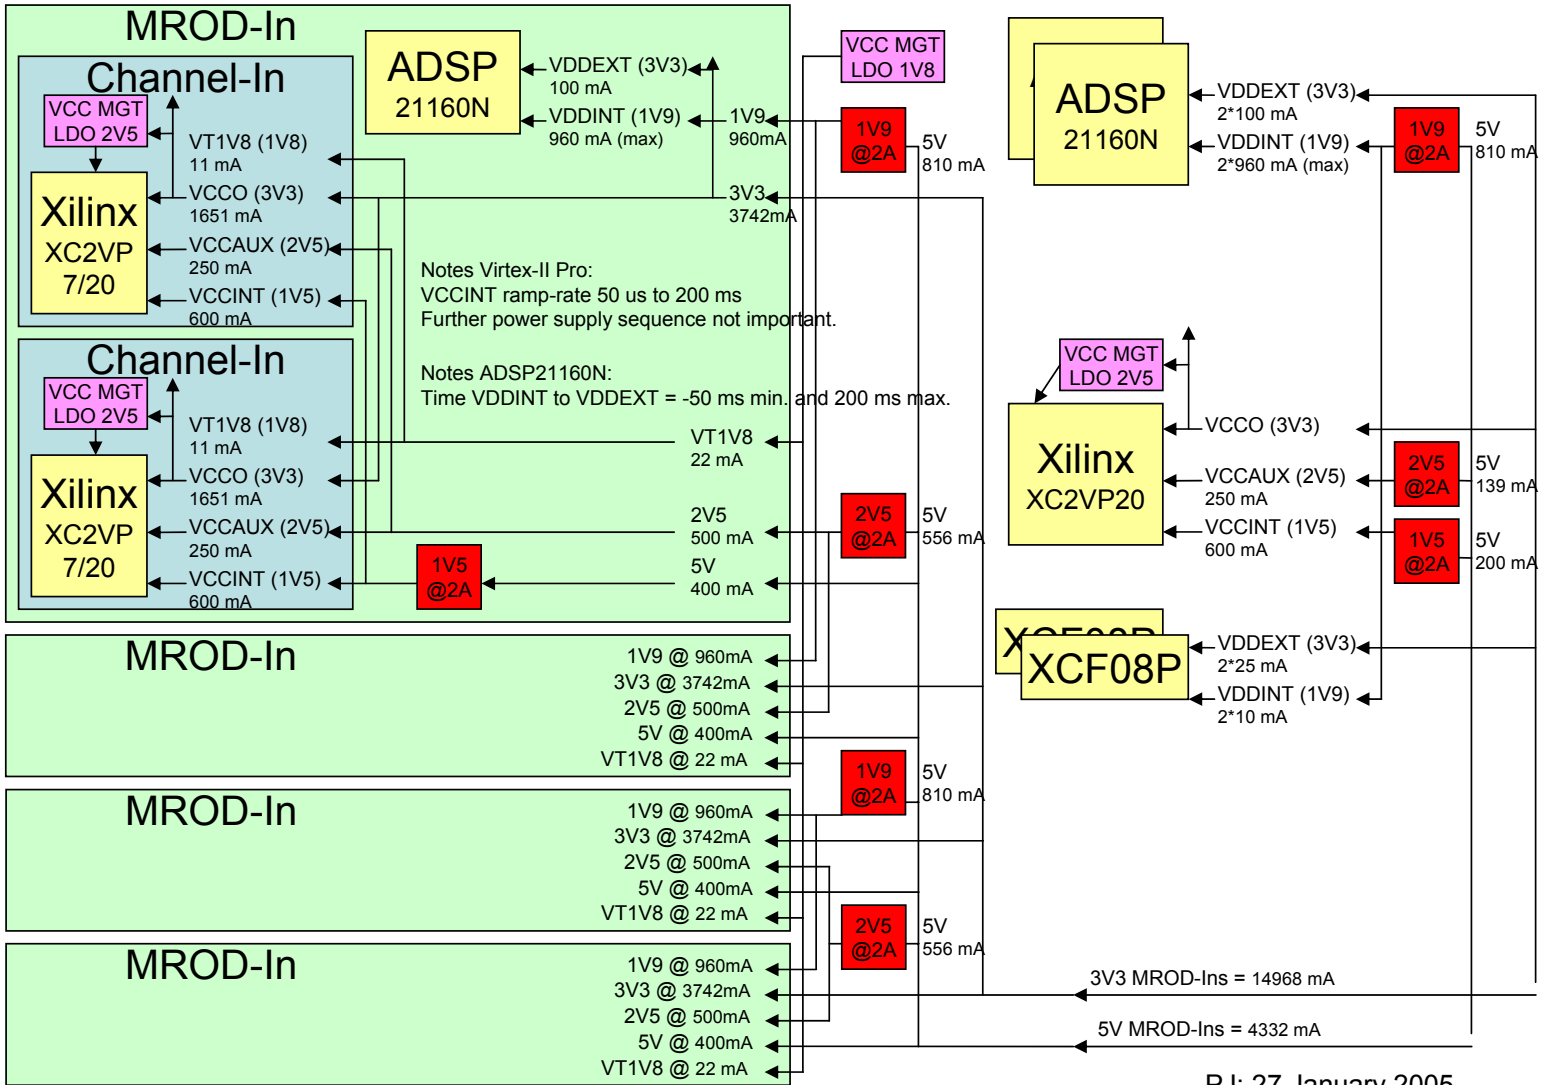 MROD-In
Channel-In
VCC MGT
LDO 2V5
VT1V8 (1V8)
11 mA
VCCO (3V3)
1651 mA
VCCAUX (2V5)
250 mA
VCCINT (1V5)
600 mA
Xilinx
XC2VP
7/20
ADSP
21160N
VDDEXT (3V3)
100 mA
VDDINT (1V9)
960 mA (max)
1V9
960mA
3V3
3742mA
Notes Virtex-II Pro:
VCCINT ramp-rate 50 us to 200 ms
Further power supply sequence not important.
Notes ADSP21160N:
Time VDDINT to VDDEXT = -50 ms min. and 200 ms max.
Channel-In
VCC MGT
LDO 2V5
VT1V8 (1V8)
11 mA
VCCO (3V3)
1651 mA
VCCAUX (2V5)
250 mA
VCCINT (1V5)
600 mA
Xilinx
XC2VP
7/20
VT1V8
22 mA
2V5
500 mA
5V
400 mA
1V5
@2A
VCC MGT
LDO 1V8
1V9
@2A
5V
810 mA
2V5
@2A
5V
556 mA
MROD-In
1V9 @ 960mA
3V3 @ 3742mA
2V5 @ 500mA
5V @ 400mA
VT1V8 @ 22 mA
1V9
@2A
5V
810 mA
MROD-In
1V9 @ 960mA
3V3 @ 3742mA
2V5 @ 500mA
5V @ 400mA
VT1V8 @ 22 mA
2V5
@2A
5V
556 mA
MROD-In
1V9 @ 960mA
3V3 @ 3742mA
2V5 @ 500mA
5V @ 400mA
VT1V8 @ 22 mA
ADSP
21160N
VDDEXT (3V3)
2*100 mA
VDDINT (1V9)
2*960 mA (max)
1V9
@2A
5V
810 mA
VCC MGT
LDO 2V5
Xilinx
XC2VP20
VCCO (3V3)
VCCAUX (2V5)
250 mA
VCCINT (1V5)
600 mA
2V5
@2A
5V
139 mA
1V5
@2A
5V
200 mA
XCF08P
VDDEXT (3V3)
2*25 mA
VDDINT (1V9)
2*10 mA
3V3 MROD-Ins = 14968 mA
5V MROD-Ins = 4332 mA
27 January 2005